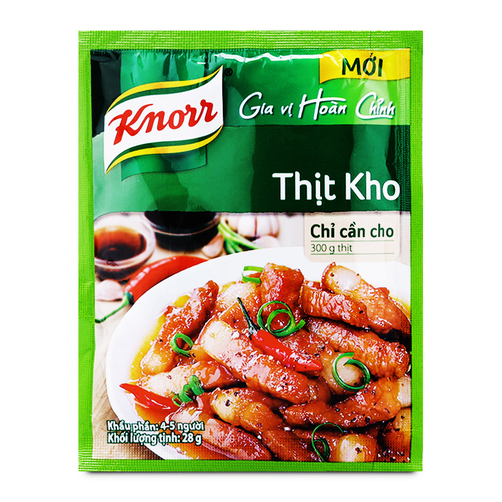 MỚI
Knorr
Gia vị Hoàn Chỉnh
Thịt Kho
Chỉ cần cho
300 g thịt
Khẩu phần: 4-5 người
Khối lượng tịnh: 28 g